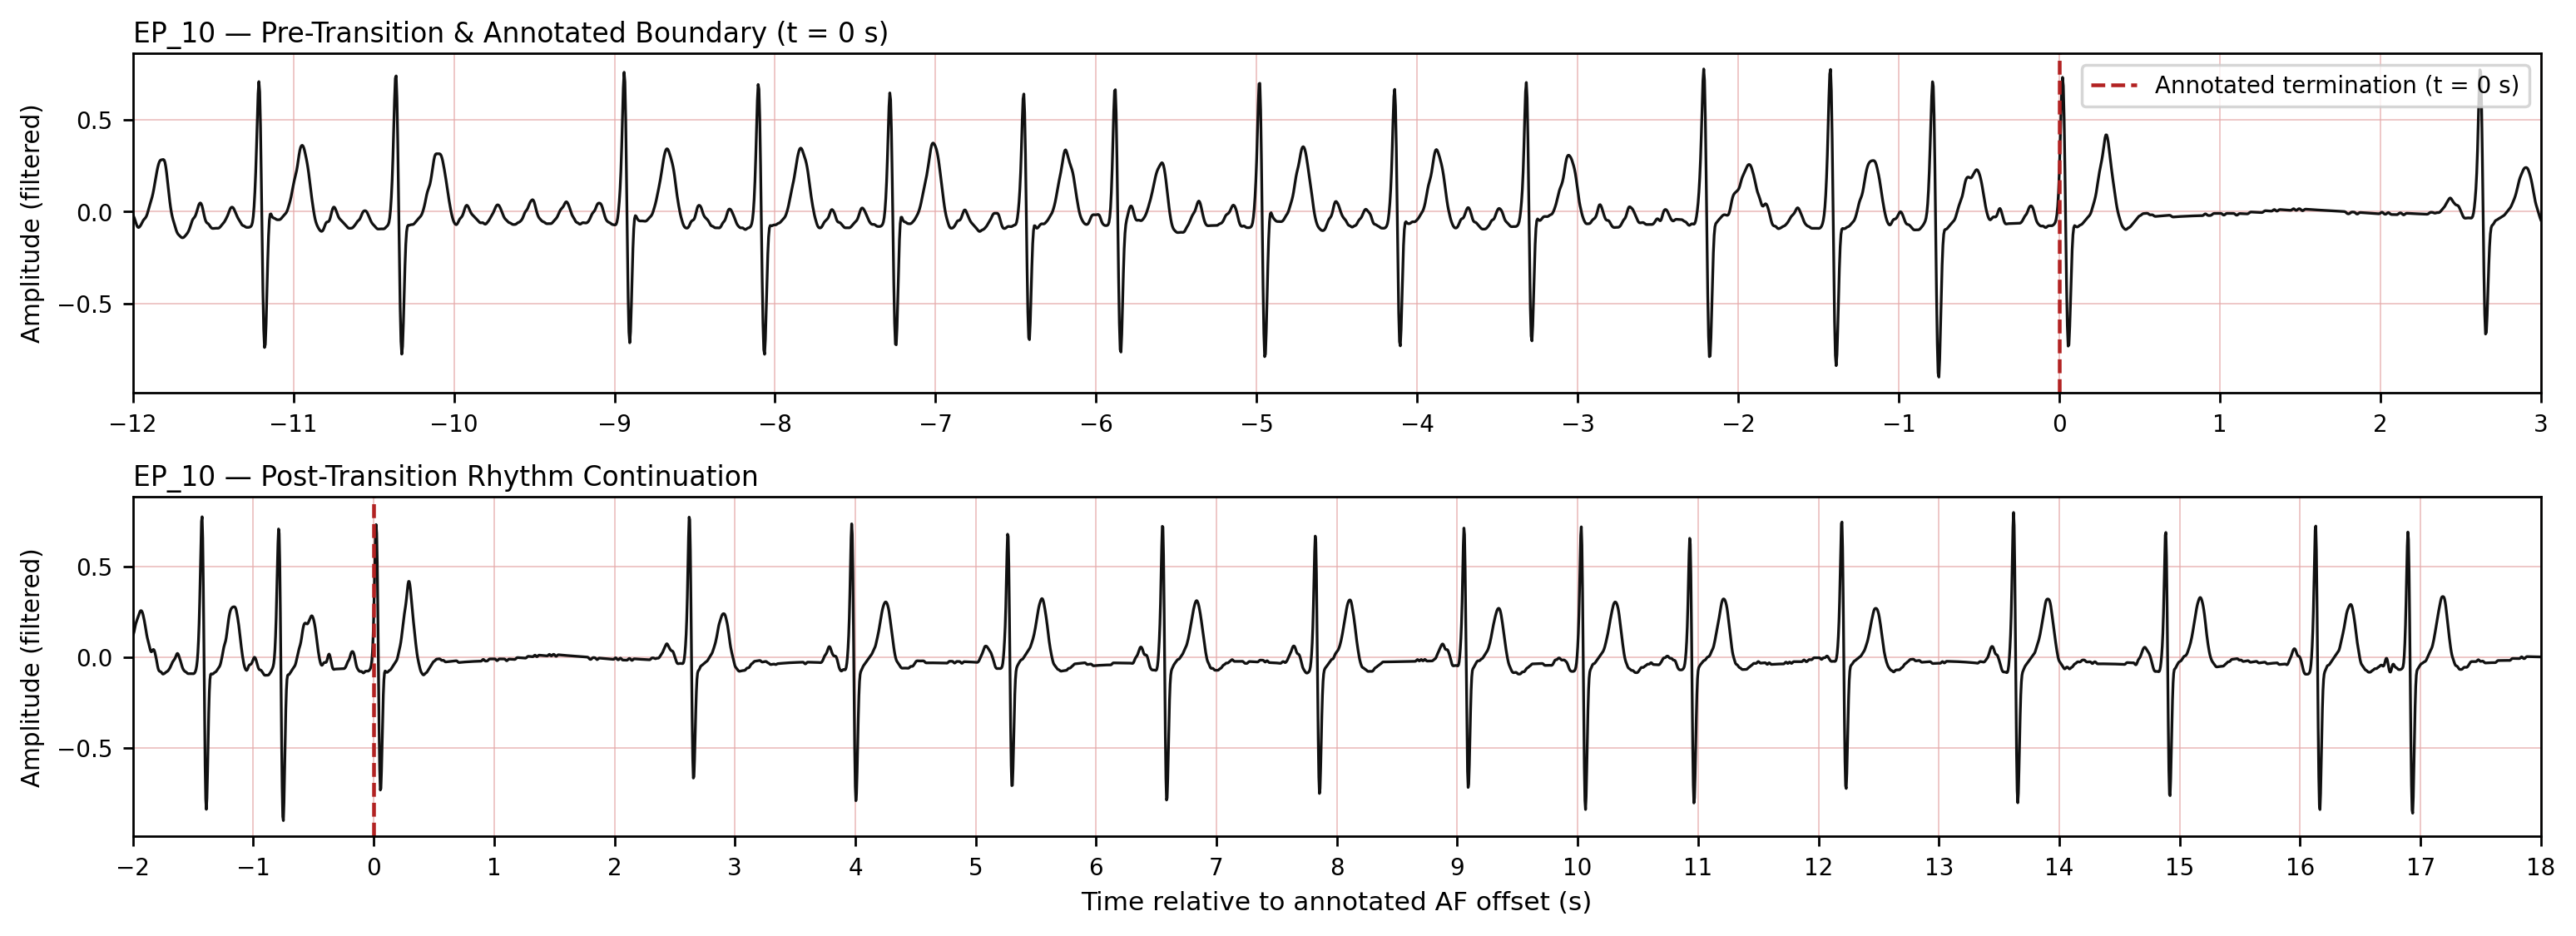 EP_10 — Pre-Transition & Annotated Boundary (t = 0 s)
Annotated termination (t = 0 s)
Amplitude (filtered)
0.5
0.0
−0.5
−12 −11 −10 −9 −8 −7 −6 −5 −4 −3 −2 −1 0 1 2 3
EP_10 — Post-Transition Rhythm Continuation
Amplitude (filtered)
0.5
0.0
−0.5
−2 −1 0 1 2 3 4 5 6 7 8 9 10 11 12 13 14 15 16 17 18
Time relative to annotated AF offset (s)